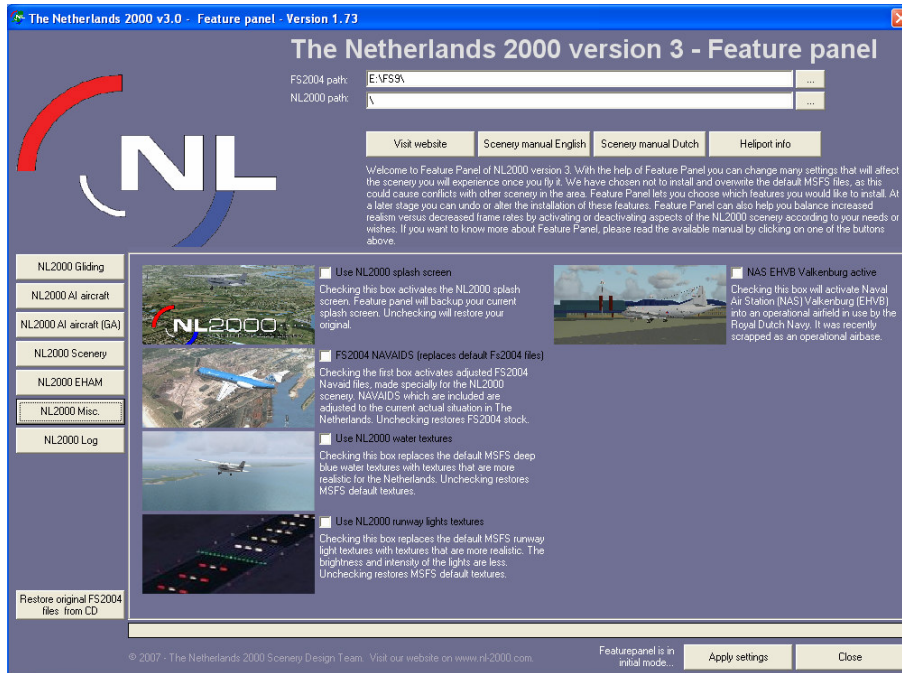 The Netherlands 2000 v3.0 - Feature panel - Version 1.73
The Netherlands 2000 version 3 - Feature panel
FS2004 path:
E:\FS9\
...
NL2000 path:
\
...
NL
Visit website
Scenery manual English
Scenery manual Dutch
Heliport info
Welcome to Feature Panel of NL2000 version 3. With the help of Feature Panel you can change many settings that will affect
the scenery you will experience once you fly it. We have chosen not to install and overwrite the default MSFS files, as this
could cause conflicts with other scenery in the area. Feature Panel lets you choose which features you would like to install. At
a later stage you can undo or alter the installation of these features. Feature Panel can also help you balance increased
realism versus decreased frame rates by activating or deactivating aspects of the NL2000 scenery according to your needs or
wishes. If you want to know more about Feature Panel, please read the available manual by clicking on one of the buttons
above.
NL2000 Gliding
NL2000 AI aircraft
NL2000 AI aircraft (GA)
NL2000 Scenery
NL2000 EHAM
NL2000 Misc.
NL2000 Log
Restore original FS2004
files from CD
NL2000
Use NL2000 splash screen
Checking this box activates the NL2000 splash
screen. Feature panel will backup your current
splash screen. Unchecking will restore your
original.
FS2004 NAVAIDS (replaces default Fs2004 files)
Checking the first box activates adjusted FS2004
Navaid files, made specially for the NL2000
scenery. NAVAIDS which are included are
adjusted to the current actual situation in The
Netherlands. Unchecking restores FS2004 stock.
Use NL2000 water textures
Checking this box replaces the default MSFS deep
blue water textures with textures that are more
realistic for the Netherlands. Unchecking restores
MSFS default textures.
Use NL2000 runway lights textures
Checking this box replaces the default MSFS runway
light textures with textures that are more realistic. The
brightness and intensity of the lights are less.
Unchecking restores MSFS default textures.
NAS EHVB Valkenburg active
Checking this box will activate Naval
Air Station (NAS) Valkenburg (EHVB)
into an operational airfield in use by the
Royal Dutch Navy. It was recently
scrapped as an operational airbase.
© 2007 - The Netherlands 2000 Scenery Design Team. Visit our website on www.nl-2000.com.
Featurepanel is in
initial mode...
Apply settings
Close